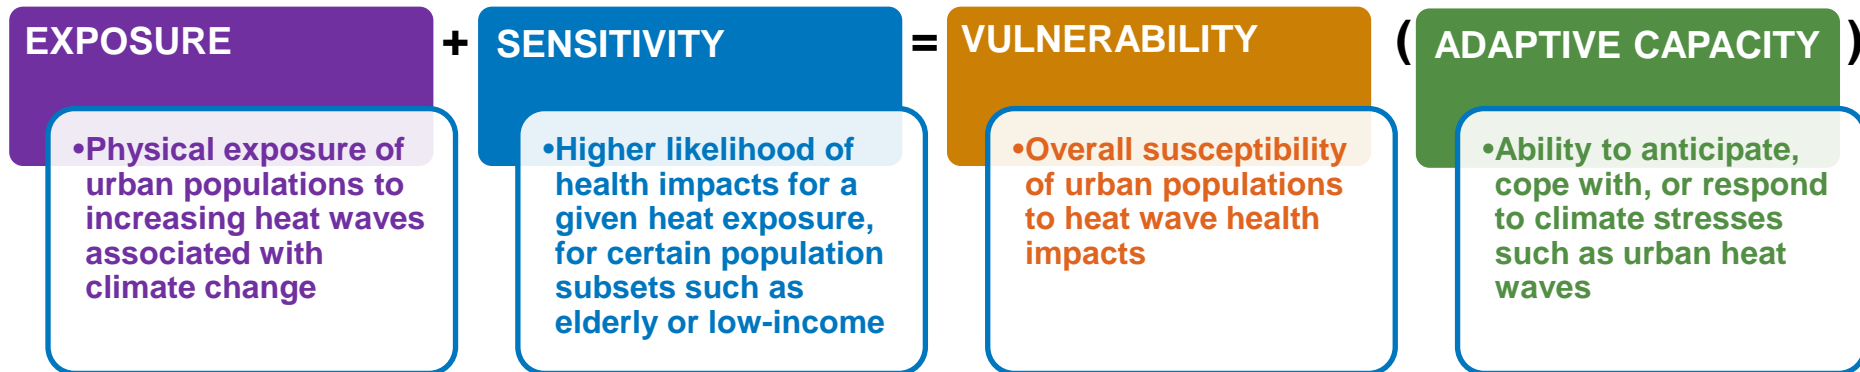 EXPOSURE
+
SENSITIVITY
=
VULNERABILITY
(
ADAPTIVE CAPACITY
)
•Physical exposure of
urban populations to
increasing heat waves
associated with
climate change
•Higher likelihood of
health impacts for a
given heat exposure,
for certain population
subsets such as
elderly or low-income
•Overall susceptibility
of urban populations
to heat wave health
impacts
•Ability to anticipate,
cope with, or respond
to climate stresses
such as urban heat
waves